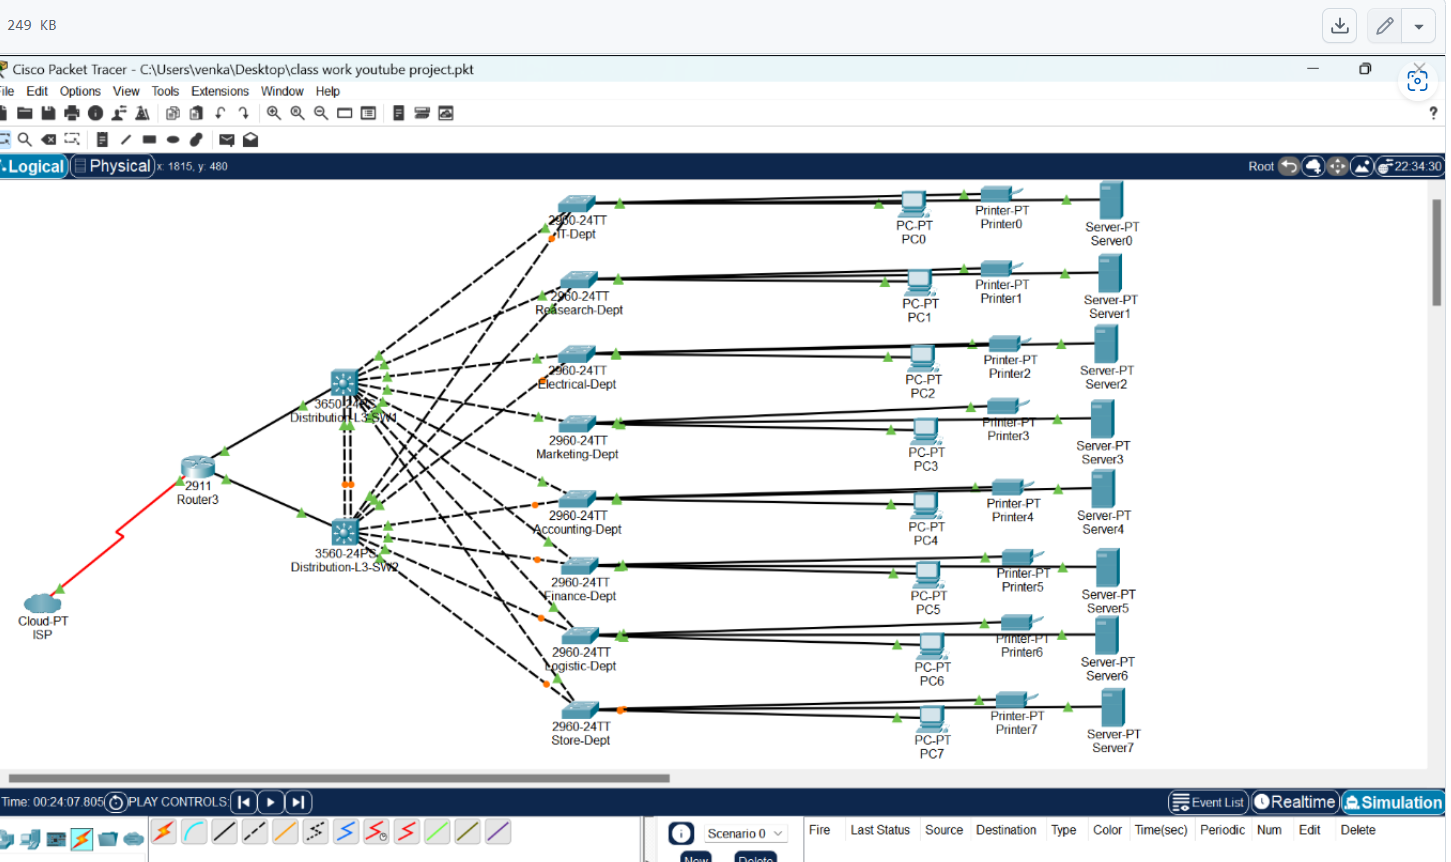 249 KB
Cisco Packet Tracer - C:\Users\venka\Desktop\class work youtube project.pkt
File Edit Options View Tools Extensions Window Help
?
Logical Physical x: 1815, y: 480 Root 22:34:30
2960-24TT
IT-Dept
PC-PT
PC0
Printer-PT
Printer0
Server-PT
Server0
2960-24TT
Reasearch-Dept
PC-PT
PC1
Printer-PT
Printer1
Server-PT
Server1
2960-24TT
Electrical-Dept
PC-PT
PC2
Printer-PT
Printer2
Server-PT
Server2
3650-24PS
Distribution-L3-SW1
2960-24TT
Marketing-Dept
PC-PT
PC3
Printer-PT
Printer3
Server-PT
Server3
2911
Router3
2960-24TT
Accounting-Dept
PC-PT
PC4
Printer-PT
Printer4
Server-PT
Server4
3560-24PS
Distribution-L3-SW2
2960-24TT
Finance-Dept
PC-PT
PC5
Printer-PT
Printer5
Server-PT
Server5
Cloud-PT
ISP
2960-24TT
Logistic-Dept
PC-PT
PC6
Printer-PT
Printer6
Server-PT
Server6
2960-24TT
Store-Dept
PC-PT
PC7
Printer-PT
Printer7
Server-PT
Server7
Time: 00:24:07.805 PLAY CONTROLS: Event List Realtime Simulation
Scenario 0 Fire Last Status Source Destination Type Color Time(sec) Periodic Num Edit Delete
New Delete